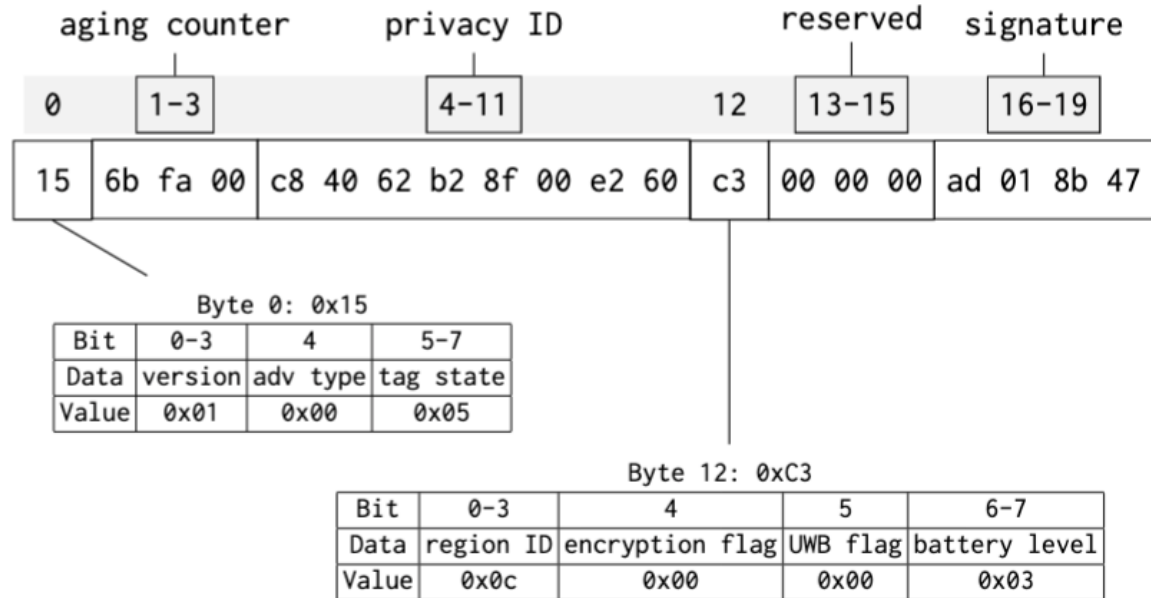 aging counter privacy ID reserved signature
0 1-3 4-11 12 13-15 16-19
15 6b fa 00 c8 40 62 b2 8f 00 e2 60 c3 00 00 00 ad 01 8b 47
Byte 0: 0x15
Bit 0-3 4 5-7
Data version adv type tag state
Value 0x01 0x00 0x05
Byte 12: 0xC3
Bit 0-3 4 5 6-7
Data region ID encryption flag UWB flag battery level
Value 0x0c 0x00 0x00 0x03